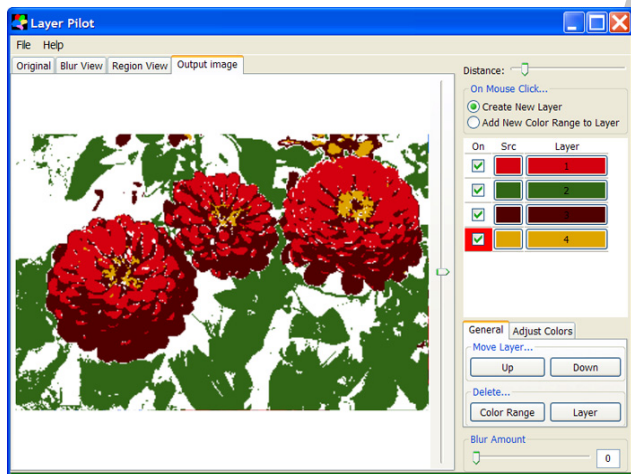 Layer Pilot
File Help
Original Blur View Region View Output image
Distance:
On Mouse Click...
Create New Layer
Add New Color Range to Layer
On Src Layer
1
2
3
4
General Adjust Colors
Move Layer...
Up Down
Delete...
Color Range Layer
Blur Amount
0